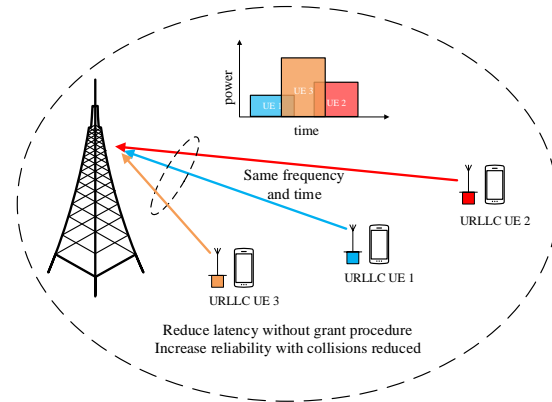 power
UE 1
UE 3
UE 2
time
Same frequency
and time
URLLC UE 2
URLLC UE 1
URLLC UE 3
Reduce latency without grant procedure
Increase reliability with collisions reduced